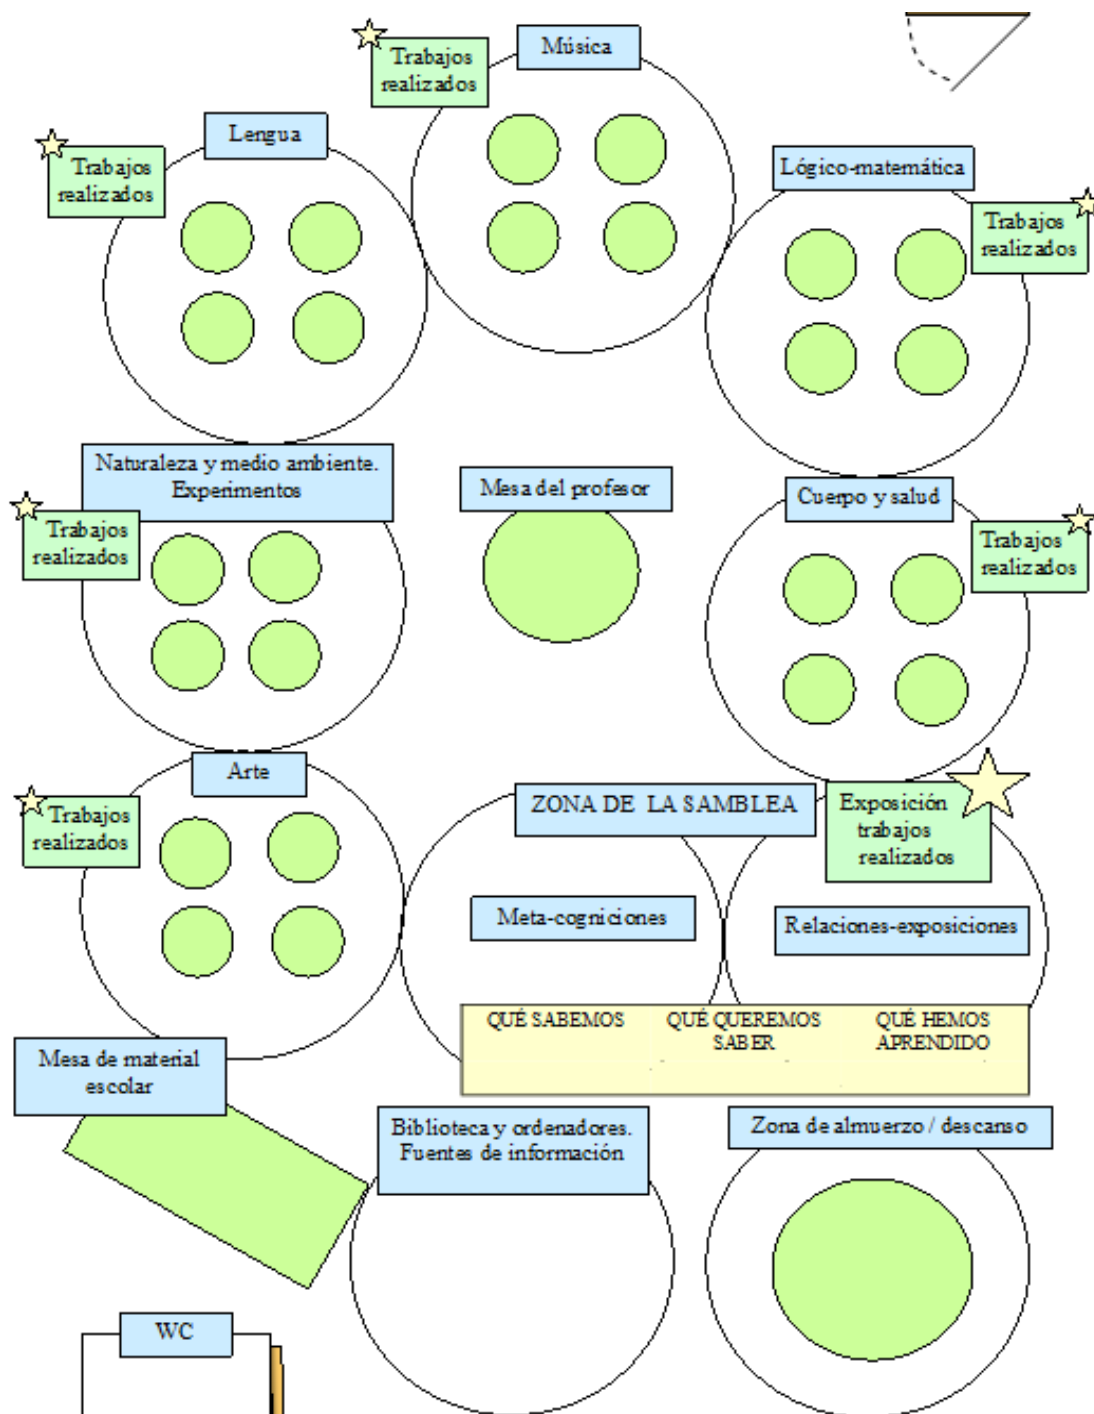 Música
Trabajos
realizados
Lengua
Trabajos
realizados
Lógico-matemática
Trabajos
realizados
Naturaleza y medio ambiente.
Experimentos
Trabajos
realizados
Mesa del profesor
Cuerpo y salud
Trabajos
realizados
Arte
Trabajos
realizados
ZONA DE LA SAMBLEA
Exposición
trabajos
realizados
Meta-cogniciones
Relaciones-exposiciones
QUÉ SABEMOS
QUÉ QUEREMOS
SABER
QUÉ HEMOS
APRENDIDO
Mesa de material
escolar
Biblioteca y ordenadores.
Fuentes de información
Zona de almuerzo / descanso
WC